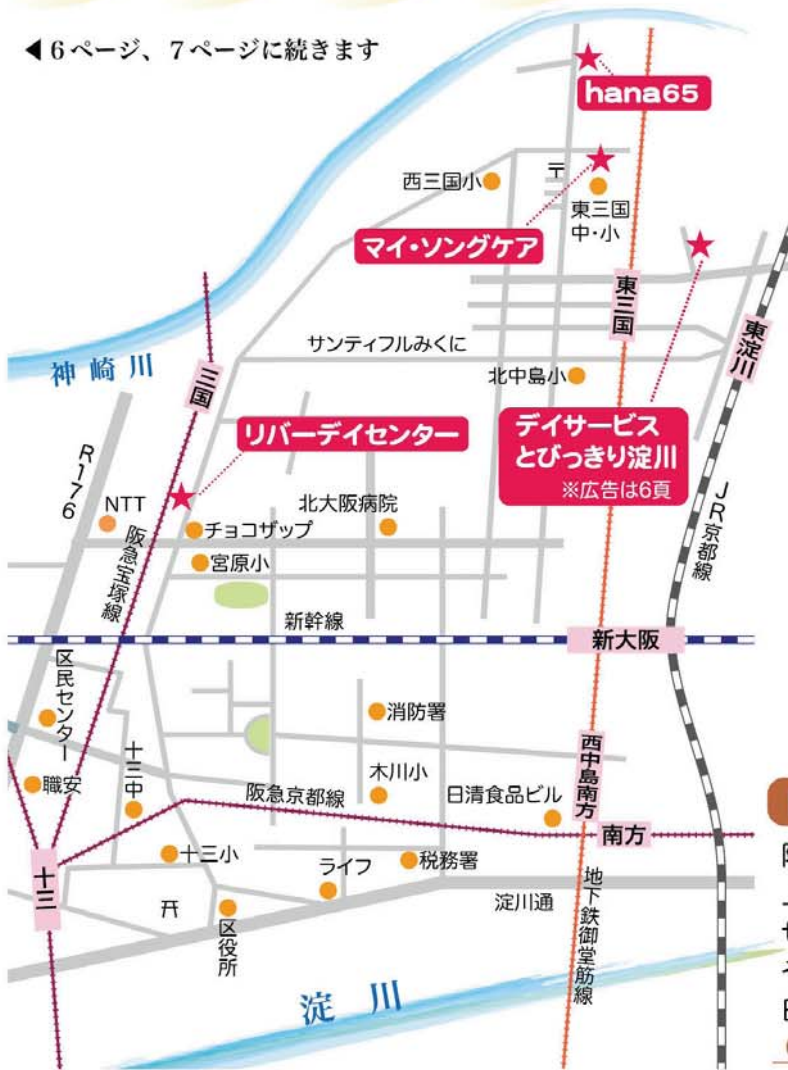 ◀6ページ、7ページに続きます
hana65
〒
西三国小
東三国
中・小
マイ・ソングケア
東三国
東淀川
神崎川
三国
サンティフルみくに
北中島小
リバーデイセンター
デイサービス
とびっきり淀川
※広告は6頁
R176
NTT
阪急宝塚線
チョコザップ
北大阪病院
JR京都線
宮原小
新幹線
新大阪
区民センター
消防署
西中島南方
職安
十三中
阪急京都線
木川小
日清食品ビル
南方
十三
十三小
ライフ
税務署
淀川通
地下鉄御堂筋線
区役所
淀川